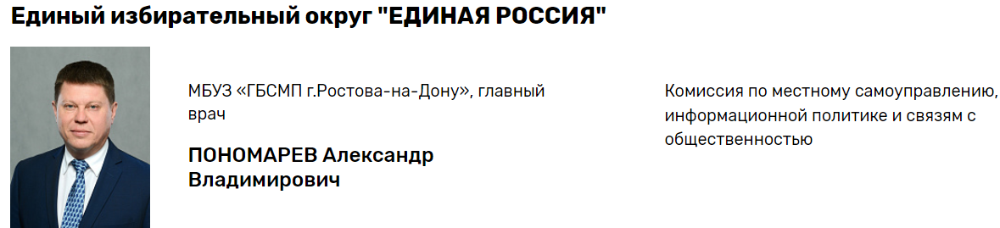 Единый избирательный округ "ЕДИНАЯ РОССИЯ"
МБУЗ «ГБСМП г.Ростова-на-Дону», главный
врач
ПОНОМАРЕВ Александр
Владимирович
Комиссия по местному самоуправлению,
информационной политике и связям с
общественностью